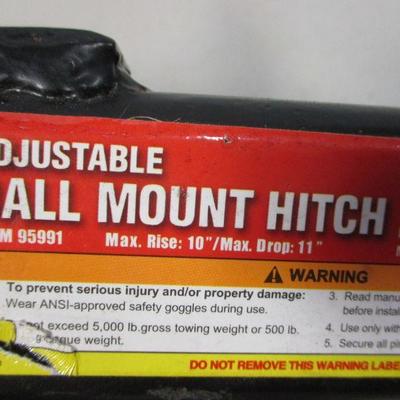 DJUSTABLE
ALL MOUNT HITCH
M 95991 Max. Rise: 10"/Max. Drop: 11"
WARNING
To prevent serious injury and/or property damage:
Wear ANSI-approved safety goggles during use.
ot exceed 5,000 lb.gross towing weight or 500 lb.
gue weight.
3. Read manu
before instal
4. Use only with
5. Secure all pi
DO NOT REMOVE THIS WARNING LABE